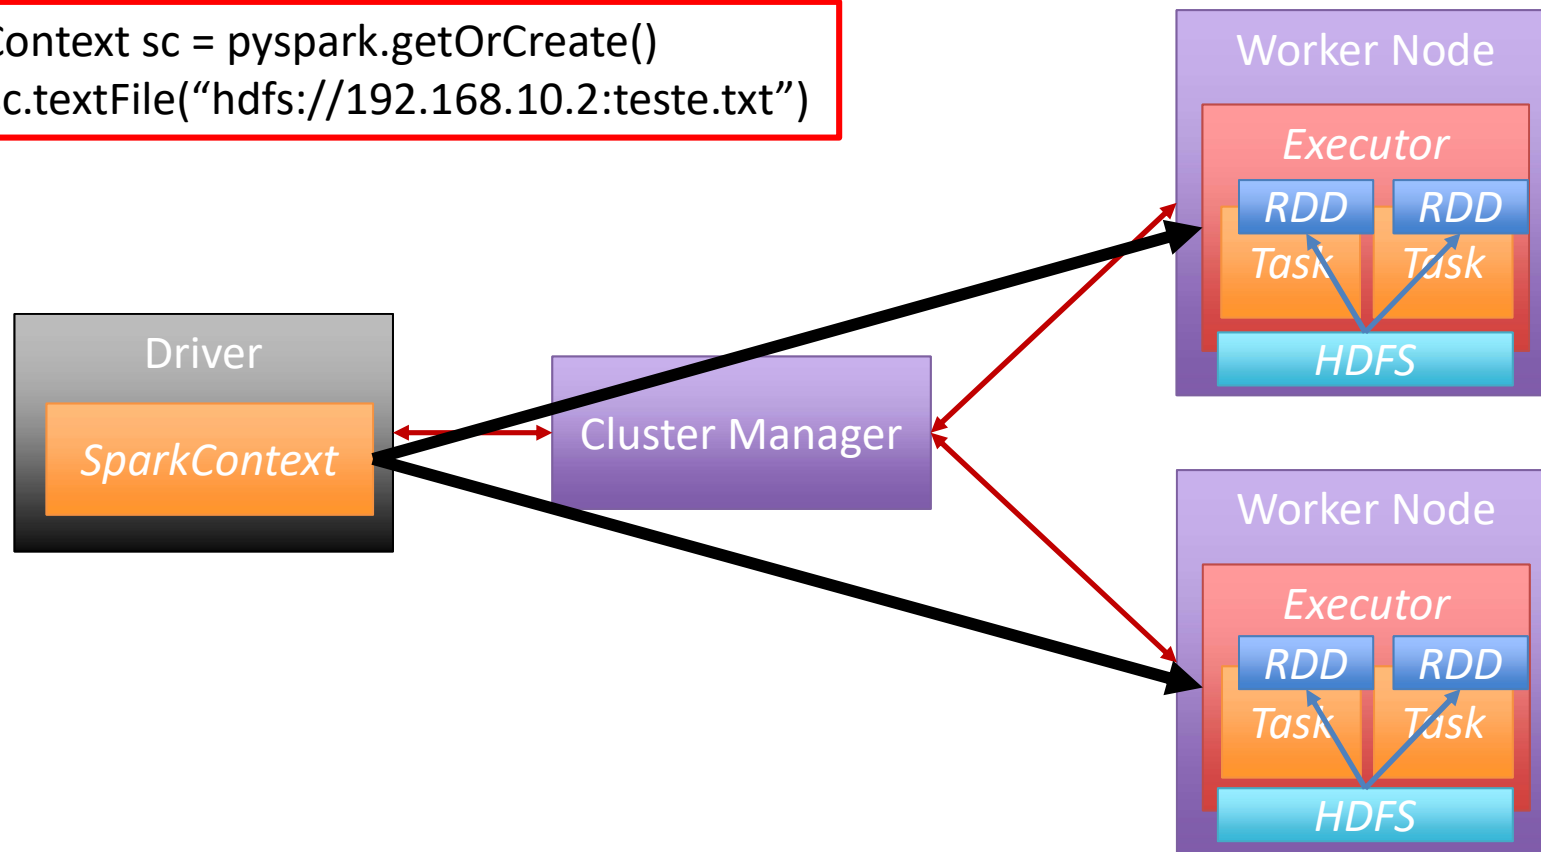 Context sc = pyspark.getOrCreate()
c.textFile(“hdfs://192.168.10.2:teste.txt”)
Driver
SparkContext
Cluster Manager
Worker Node
Executor
RDD RDD
Task Task
HDFS
Worker Node
Executor
RDD RDD
Task Task
HDFS